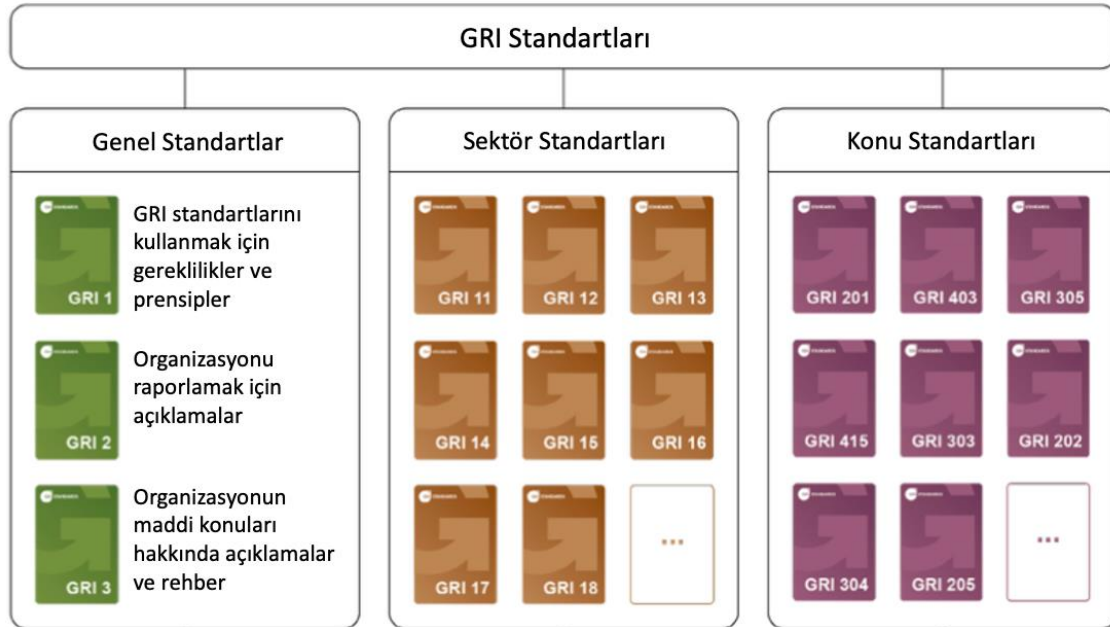 GRI Standartları
Genel Standartlar
GRI 1
GRI standartlarını
kullanmak için
gereklilikler ve
prensipler
GRI 2
Organizasyonu
raporlamak için
açıklamalar
GRI 3
Organizasyonun
maddi konuları
hakkında açıklamalar
ve rehber
Sektör Standartları
GRI 11
GRI 12
GRI 13
GRI 14
GRI 15
GRI 16
GRI 17
GRI 18
...
Konu Standartları
GRI 201
GRI 403
GRI 305
GRI 415
GRI 303
GRI 202
GRI 304
GRI 205
...